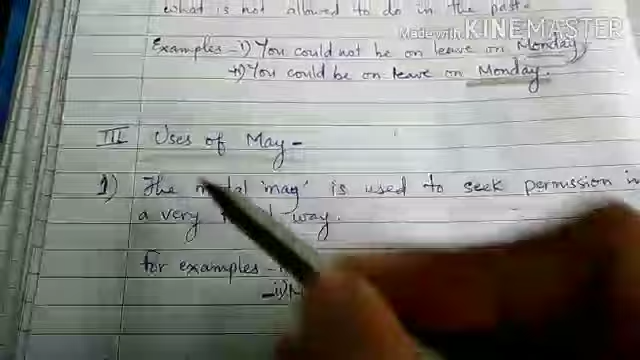 what is not allowed to do in the past
Made with KINEMASTER
Examples - i) You could not be on leave on Monday
ii) You could be on leave on Monday.
III Uses of May -
1) The modal 'may' is used to seek permission in
a very way.
for examples -
ii)